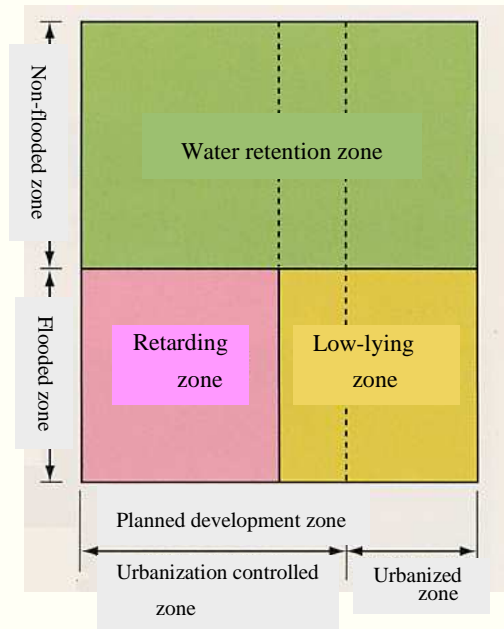 Non-flooded zone
Water retention zone
Flooded zone
Retarding
zone
Low-lying
zone
Planned development zone
Urbanization controlled
zone
Urbanized
zone